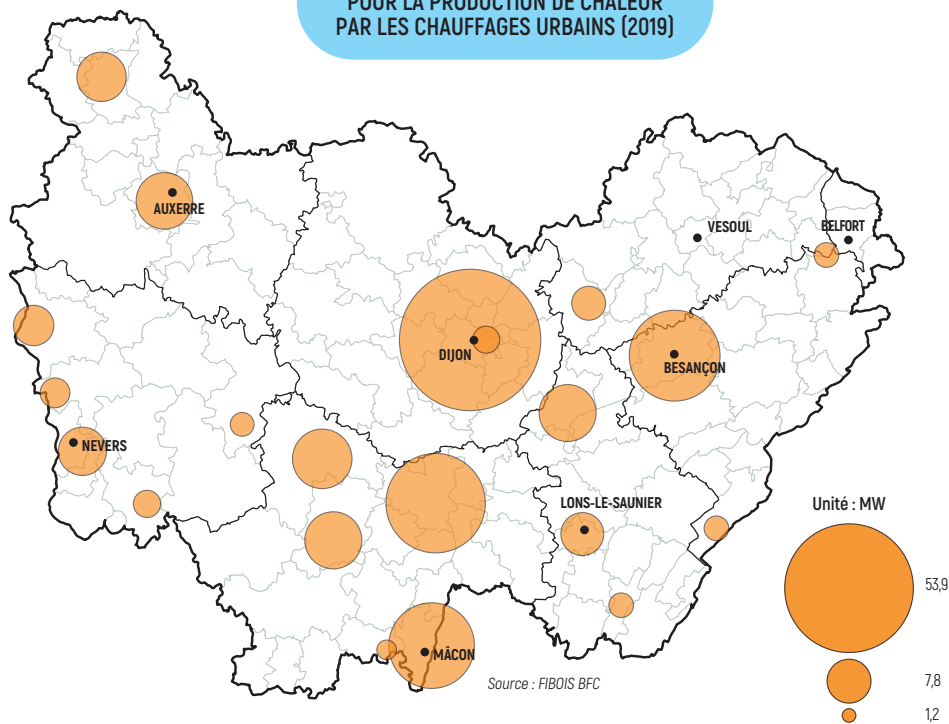 POUR LA PRODUCTION DE CHALEUR
PAR LES CHAUFFAGES URBAINS (2019)
AUXERRE
VESOUL
BELFORT
DIJON
BESANÇON
NEVERS
LONS-LE-SAUNIER
Unité : MW
53,9
MÂCON
Source : FIBOIS BFC
7,8
1,2